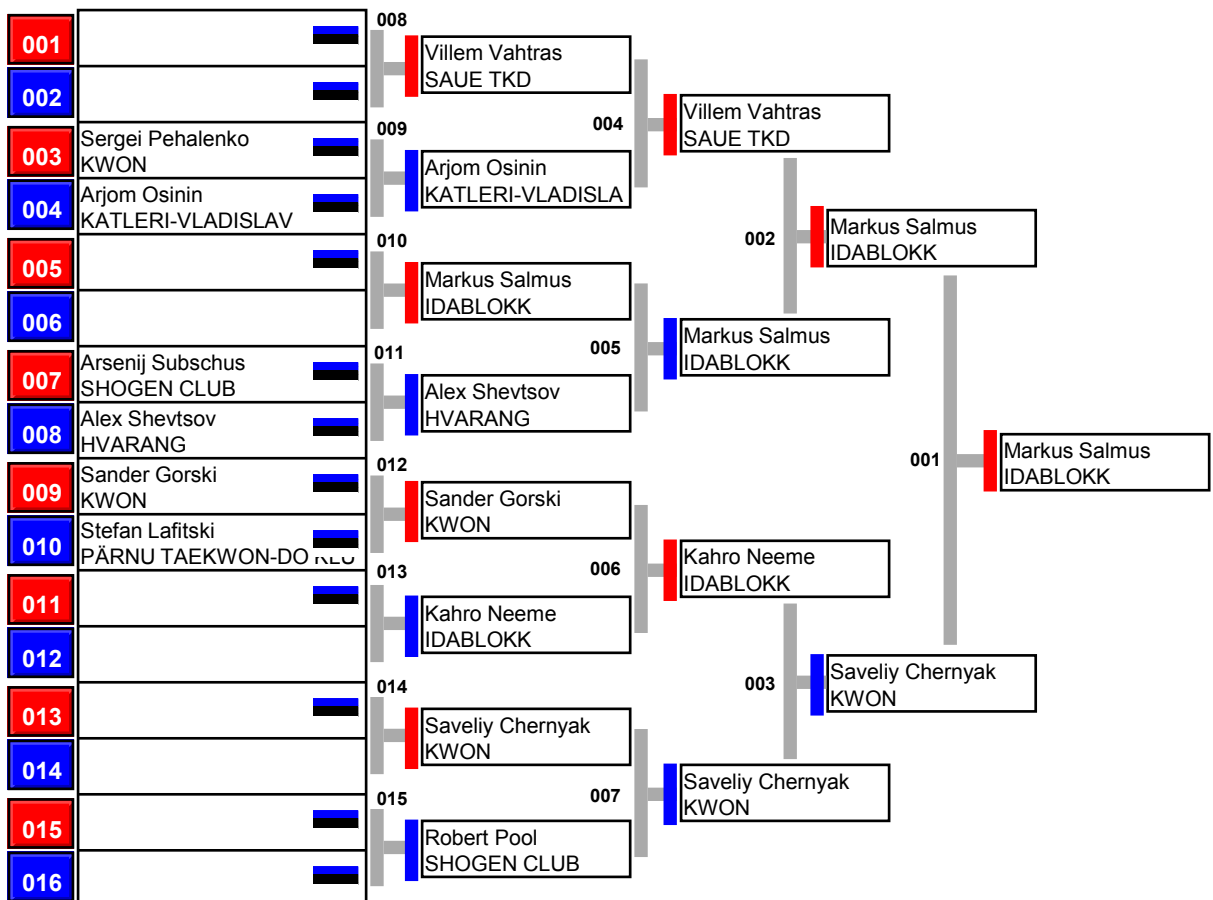 001
002
003
Sergei Pehalenko
KWON
004
Arjom Osinin
KATLERI-VLADISLAV
005
006
007
Arsenij Subschus
SHOGEN CLUB
008
Alex Shevtsov
HVARANG
009
Sander Gorski
KWON
010
Stefan Lafitski
PÄRNU TAEKWON-DO
011
012
013
014
015
016
008
Villem Vahtras
SAUE TKD
009
Arjom Osinin
KATLERI-VLADISLA
010
Markus Salmus
IDABLOKK
011
Alex Shevtsov
HVARANG
012
Sander Gorski
KWON
013
Kahro Neeme
IDABLOKK
014
Saveliy Chernyak
KWON
015
Robert Pool
SHOGEN CLUB
004
Villem Vahtras
SAUE TKD
005
Markus Salmus
IDABLOKK
006
Kahro Neeme
IDABLOKK
007
Saveliy Chernyak
KWON
002
Markus Salmus
IDABLOKK
003
Saveliy Chernyak
KWON
001
Markus Salmus
IDABLOKK